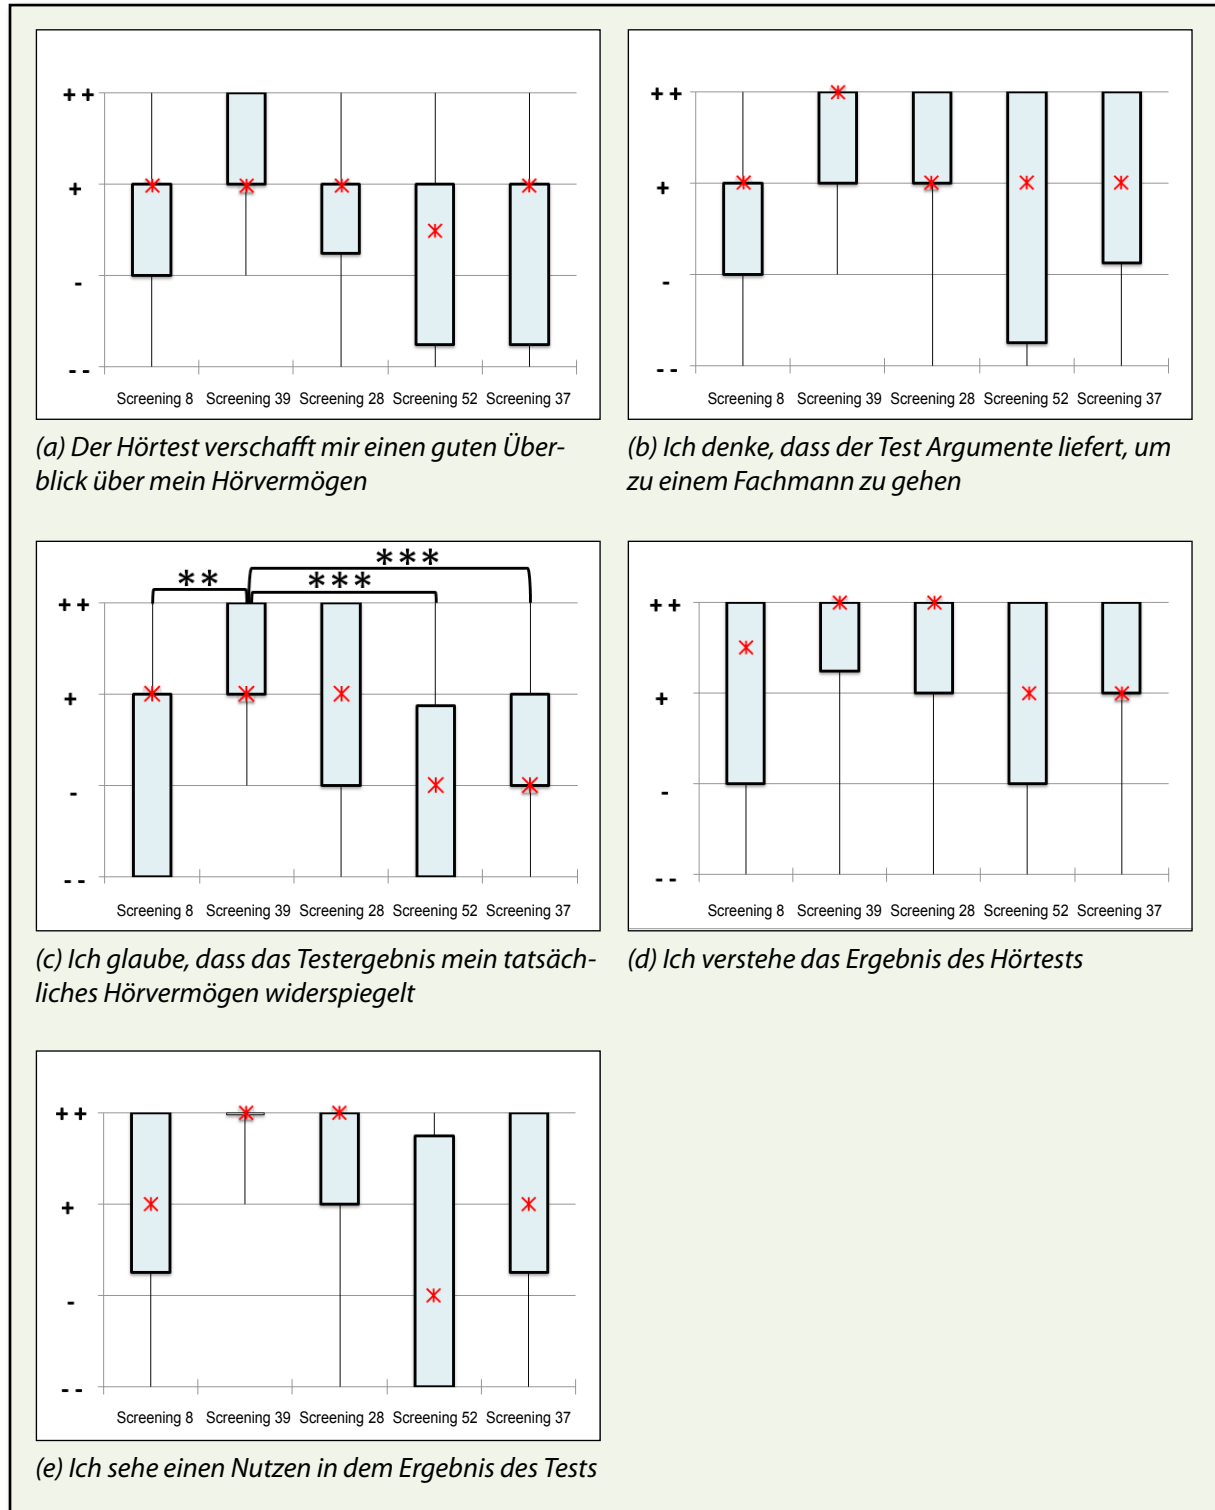 ++
+
-
--
Screening 8 Screening 39 Screening 28 Screening 52 Screening 37
(a) Der Hörtest verschafft mir einen guten Über-
blick über mein Hörvermögen
++
+
-
--
Screening 8 Screening 39 Screening 28 Screening 52 Screening 37
(b) Ich denke, dass der Test Argumente liefert, um
zu einem Fachmann zu gehen
***
** ***
++
+
-
--
Screening 8 Screening 39 Screening 28 Screening 52 Screening 37
(c) Ich glaube, dass das Testergebnis mein tatsäch-
liches Hörvermögen widerspiegelt
++
+
-
--
Screening 8 Screening 39 Screening 28 Screening 52 Screening 37
(d) Ich verstehe das Ergebnis des Hörtests
++
+
-
--
Screening 8 Screening 39 Screening 28 Screening 52 Screening 37
(e) Ich sehe einen Nutzen in dem Ergebnis des Tests